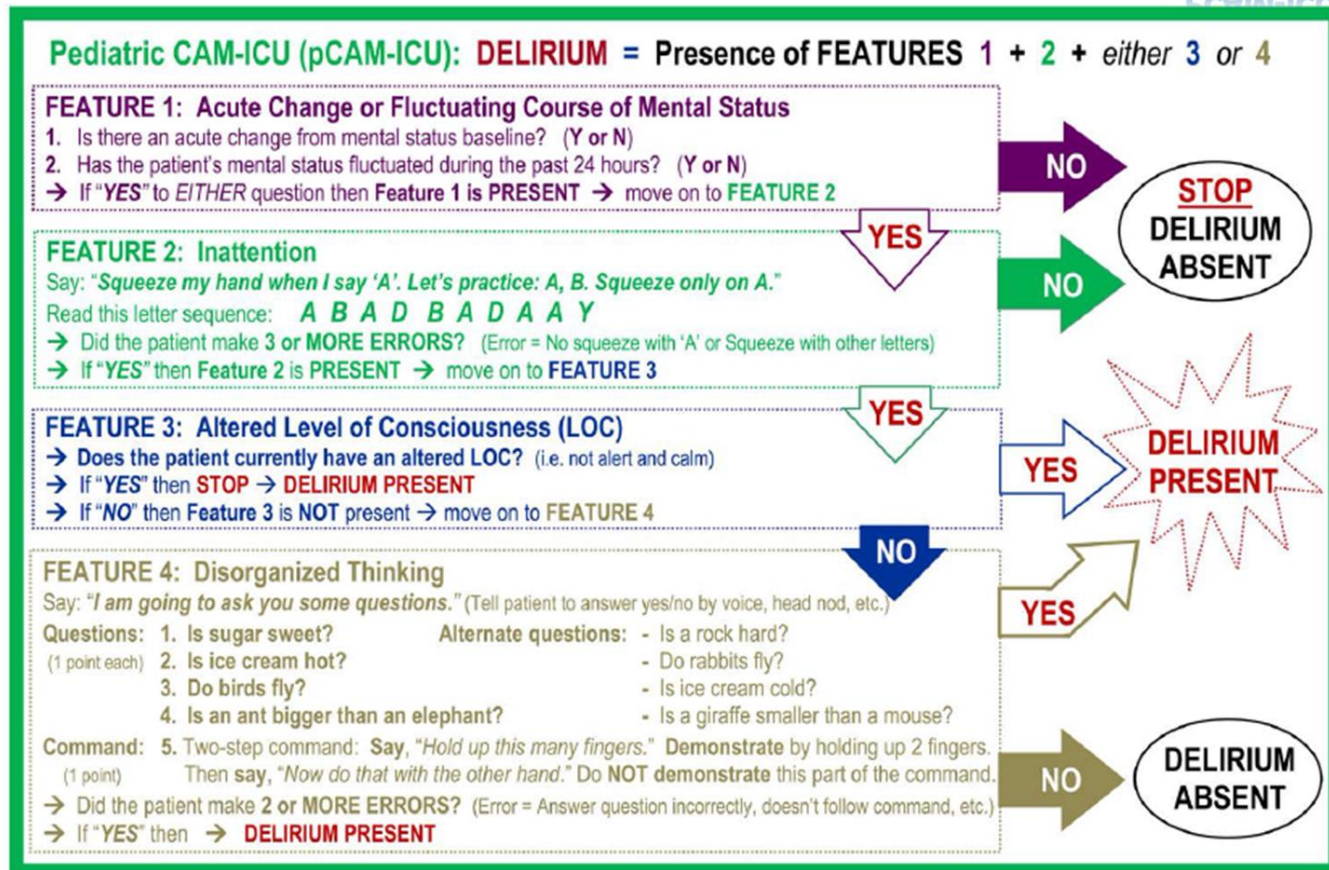 Pediatric CAM-ICU (pCAM-ICU): DELIRIUM = Presence of FEATURES 1 + 2 + either 3 or 4
FEATURE 1: Acute Change or Fluctuating Course of Mental Status
1. Is there an acute change from mental status baseline? (Y or N)
2. Has the patient's mental status fluctuated during the past 24 hours? (Y or N)
→ If "YES" to EITHER question then Feature 1 is PRESENT → move on to FEATURE 2
NO
STOP
DELIRIUM
ABSENT
YES
FEATURE 2: Inattention
Say: "Squeeze my hand when I say 'A'. Let's practice: A, B. Squeeze only on A."
Read this letter sequence: A B A D B A D A A Y
→ Did the patient make 3 or MORE ERRORS? (Error = No squeeze with 'A' or Squeeze with other letters)
→ If "YES" then Feature 2 is PRESENT → move on to FEATURE 3
NO
YES
FEATURE 3: Altered Level of Consciousness (LOC)
→ Does the patient currently have an altered LOC? (i.e. not alert and calm)
→ If "YES" then STOP → DELIRIUM PRESENT
→ If "NO" then Feature 3 is NOT present → move on to FEATURE 4
YES
DELIRIUM
PRESENT
NO
FEATURE 4: Disorganized Thinking
Say: "I am going to ask you some questions." (Tell patient to answer yes/no by voice, head nod, etc.)
Questions: 1. Is sugar sweet? Alternate questions: - Is a rock hard?
(1 point each) 2. Is ice cream hot? - Do rabbits fly?
3. Do birds fly? - Is ice cream cold?
4. Is an ant bigger than an elephant? - Is a giraffe smaller than a mouse?
Command: 5. Two-step command: Say, "Hold up this many fingers." Demonstrate by holding up 2 fingers.
(1 point) Then say, "Now do that with the other hand." Do NOT demonstrate this part of the command.
→ Did the patient make 2 or MORE ERRORS? (Error = Answer question incorrectly, doesn't follow command, etc.)
→ If "YES" then → DELIRIUM PRESENT
YES
NO
DELIRIUM
ABSENT